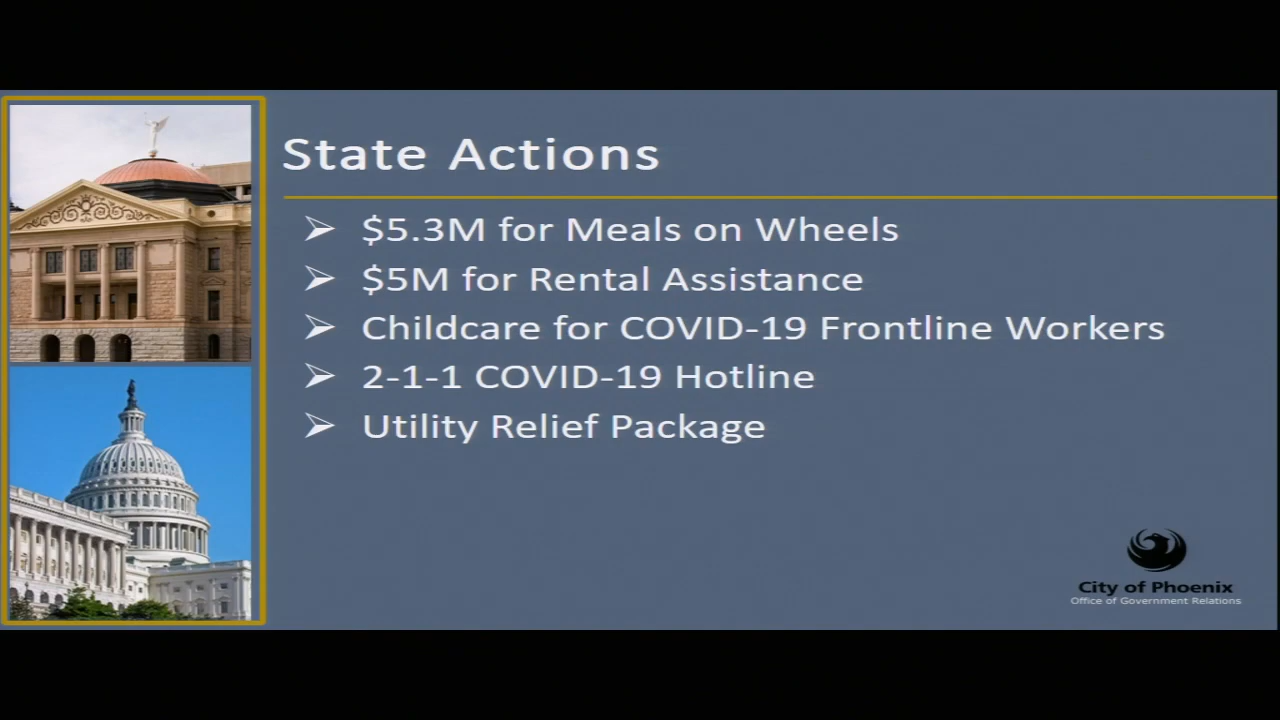 State Actions
$5.3M for Meals on Wheels
$5M for Rental Assistance
Childcare for COVID-19 Frontline Workers
2-1-1 COVID-19 Hotline
Utility Relief Package
City of Phoenix
Office of Government Relations